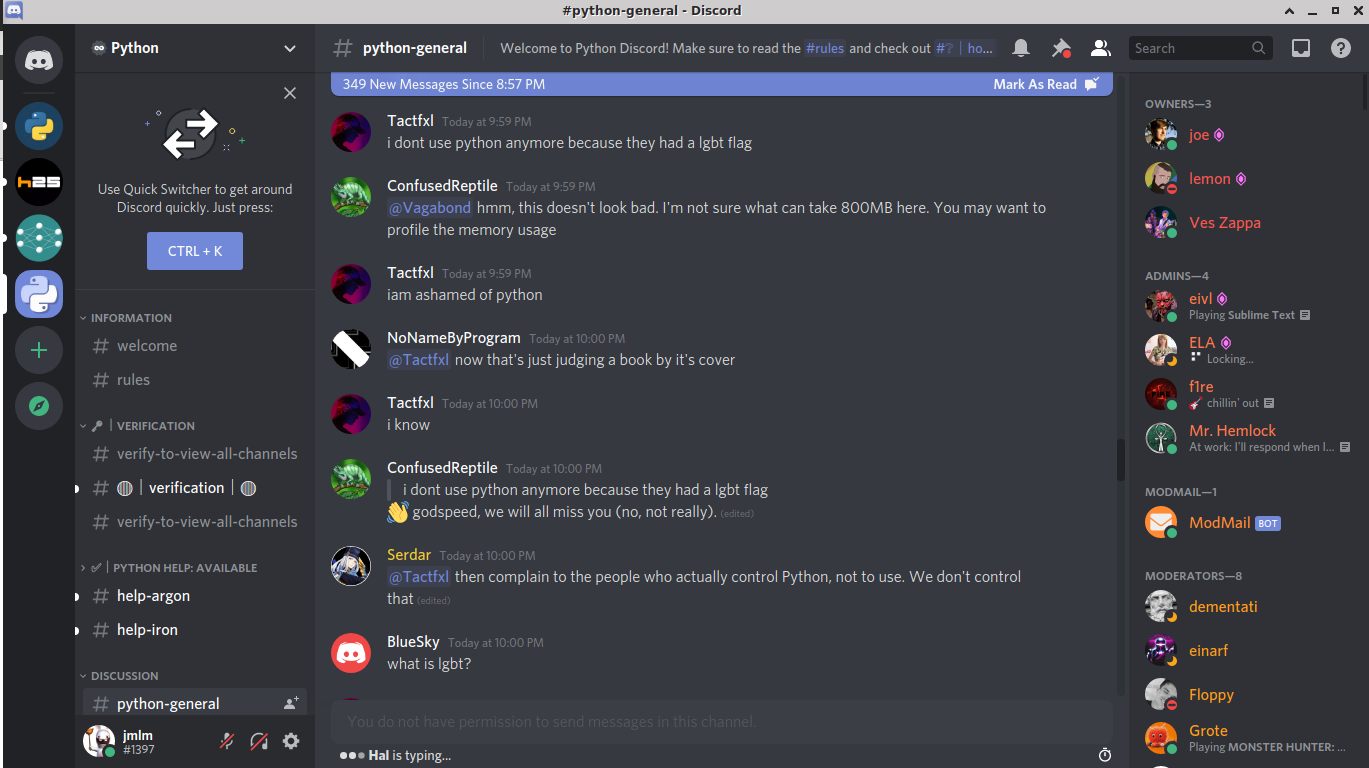 #python-general - Discord
Python
Use Quick Switcher to get around
Discord quickly. Just press:
CTRL + K
INFORMATION
welcome
rules
VERIFICATION
verify-to-view-all-channels
| verification |
verify-to-view-all-channels
PYTHON HELP: AVAILABLE
help-argon
help-iron
DISCUSSION
python-general
jmlm
#1397
h25
python-general
Welcome to Python Discord! Make sure to read the #rules and check out #❔ | ho...
349 New Messages Since 8:57 PM
Mark As Read
Tactfxl Today at 9:59 PM
i dont use python anymore because they had a lgbt flag
ConfusedReptile Today at 9:59 PM
@Vagabond hmm, this doesn't look bad. I'm not sure what can take 800MB here. You may want to
profile the memory usage
Tactfxl Today at 9:59 PM
iam ashamed of python
NoNameByProgram Today at 10:00 PM
@Tactfxl now that's just judging a book by it's cover
Tactfxl Today at 10:00 PM
i know
ConfusedReptile Today at 10:00 PM
i dont use python anymore because they had a lgbt flag
👋 godspeed, we will all miss you (no, not really). (edited)
Serdar Today at 10:00 PM
@Tactfxl then complain to the people who actually control Python, not to use. We don't control
that (edited)
BlueSky Today at 10:00 PM
what is lgbt?
You do not have permission to send messages in this channel.
Hal is typing...
Search
OWNERS—3
joe
lemon
Ves Zappa
ADMINS—4
eivl
Playing Sublime Text
ELA
Locking...
f1re
chillin' out
Mr. Hemlock
At work: I'll respond when I...
MODMAIL—1
ModMail BOT
MODERATORS—8
dementati
einarf
Floppy
Grote
Playing MONSTER HUNTER: ...